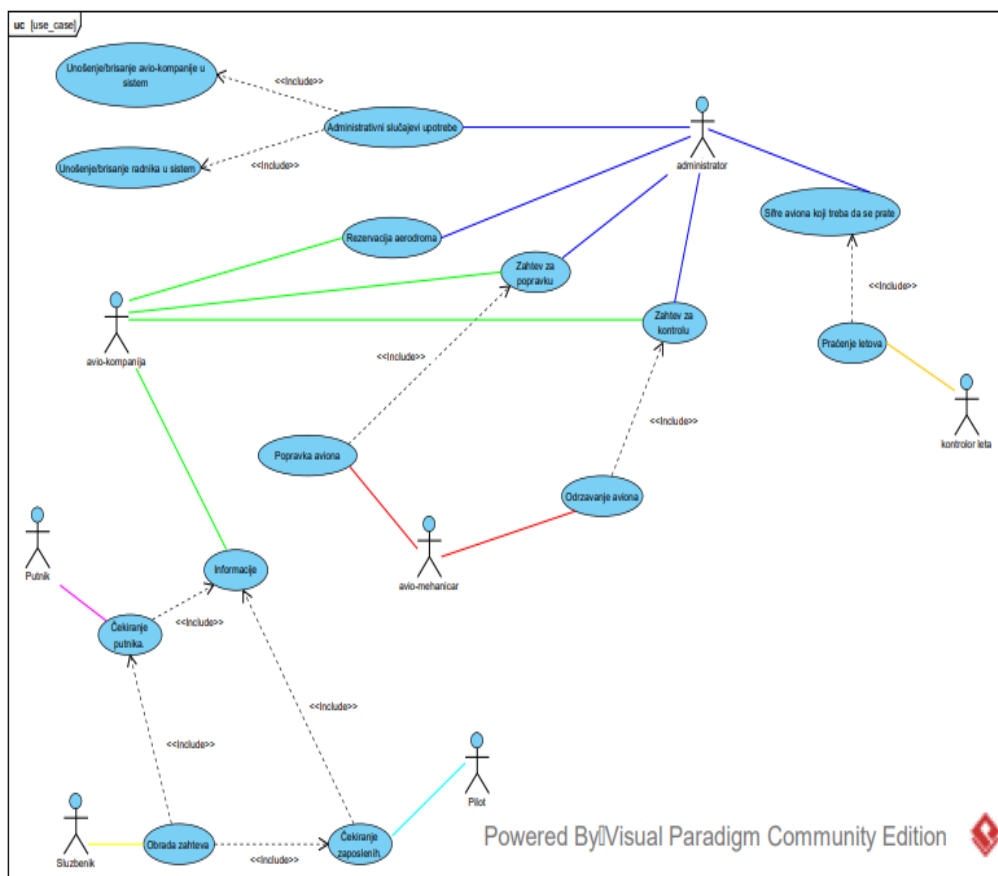 uc [use_case]
Unošenje/brisanje avio-kompanije u
sistem
<<Include>>
Administrativni slučajevi upotrebe
<<Include>>
Unošenje/brisanje radnika u sistem
administrator
Sifre aviona koji treba da se prate
Rezervacija aerodroma
Zahtev za
popravku
<<Include>>
Zahtev za
kontrolu
Praćenje letova
avio-kompanija
<<Include>>
kontrolor leta
<<Include>>
Popravka aviona
Odrzavanje aviona
Putnik
Informacije
avio-mehanicar
<<Include>>
Čekiranje
putnika.
<<Include>>
<<Include>>
Pilot
Sluzbenik
Obrada zahteva
<<Include>>
Čekiranje
zaposlenih.
Powered By Visual Paradigm Community Edition